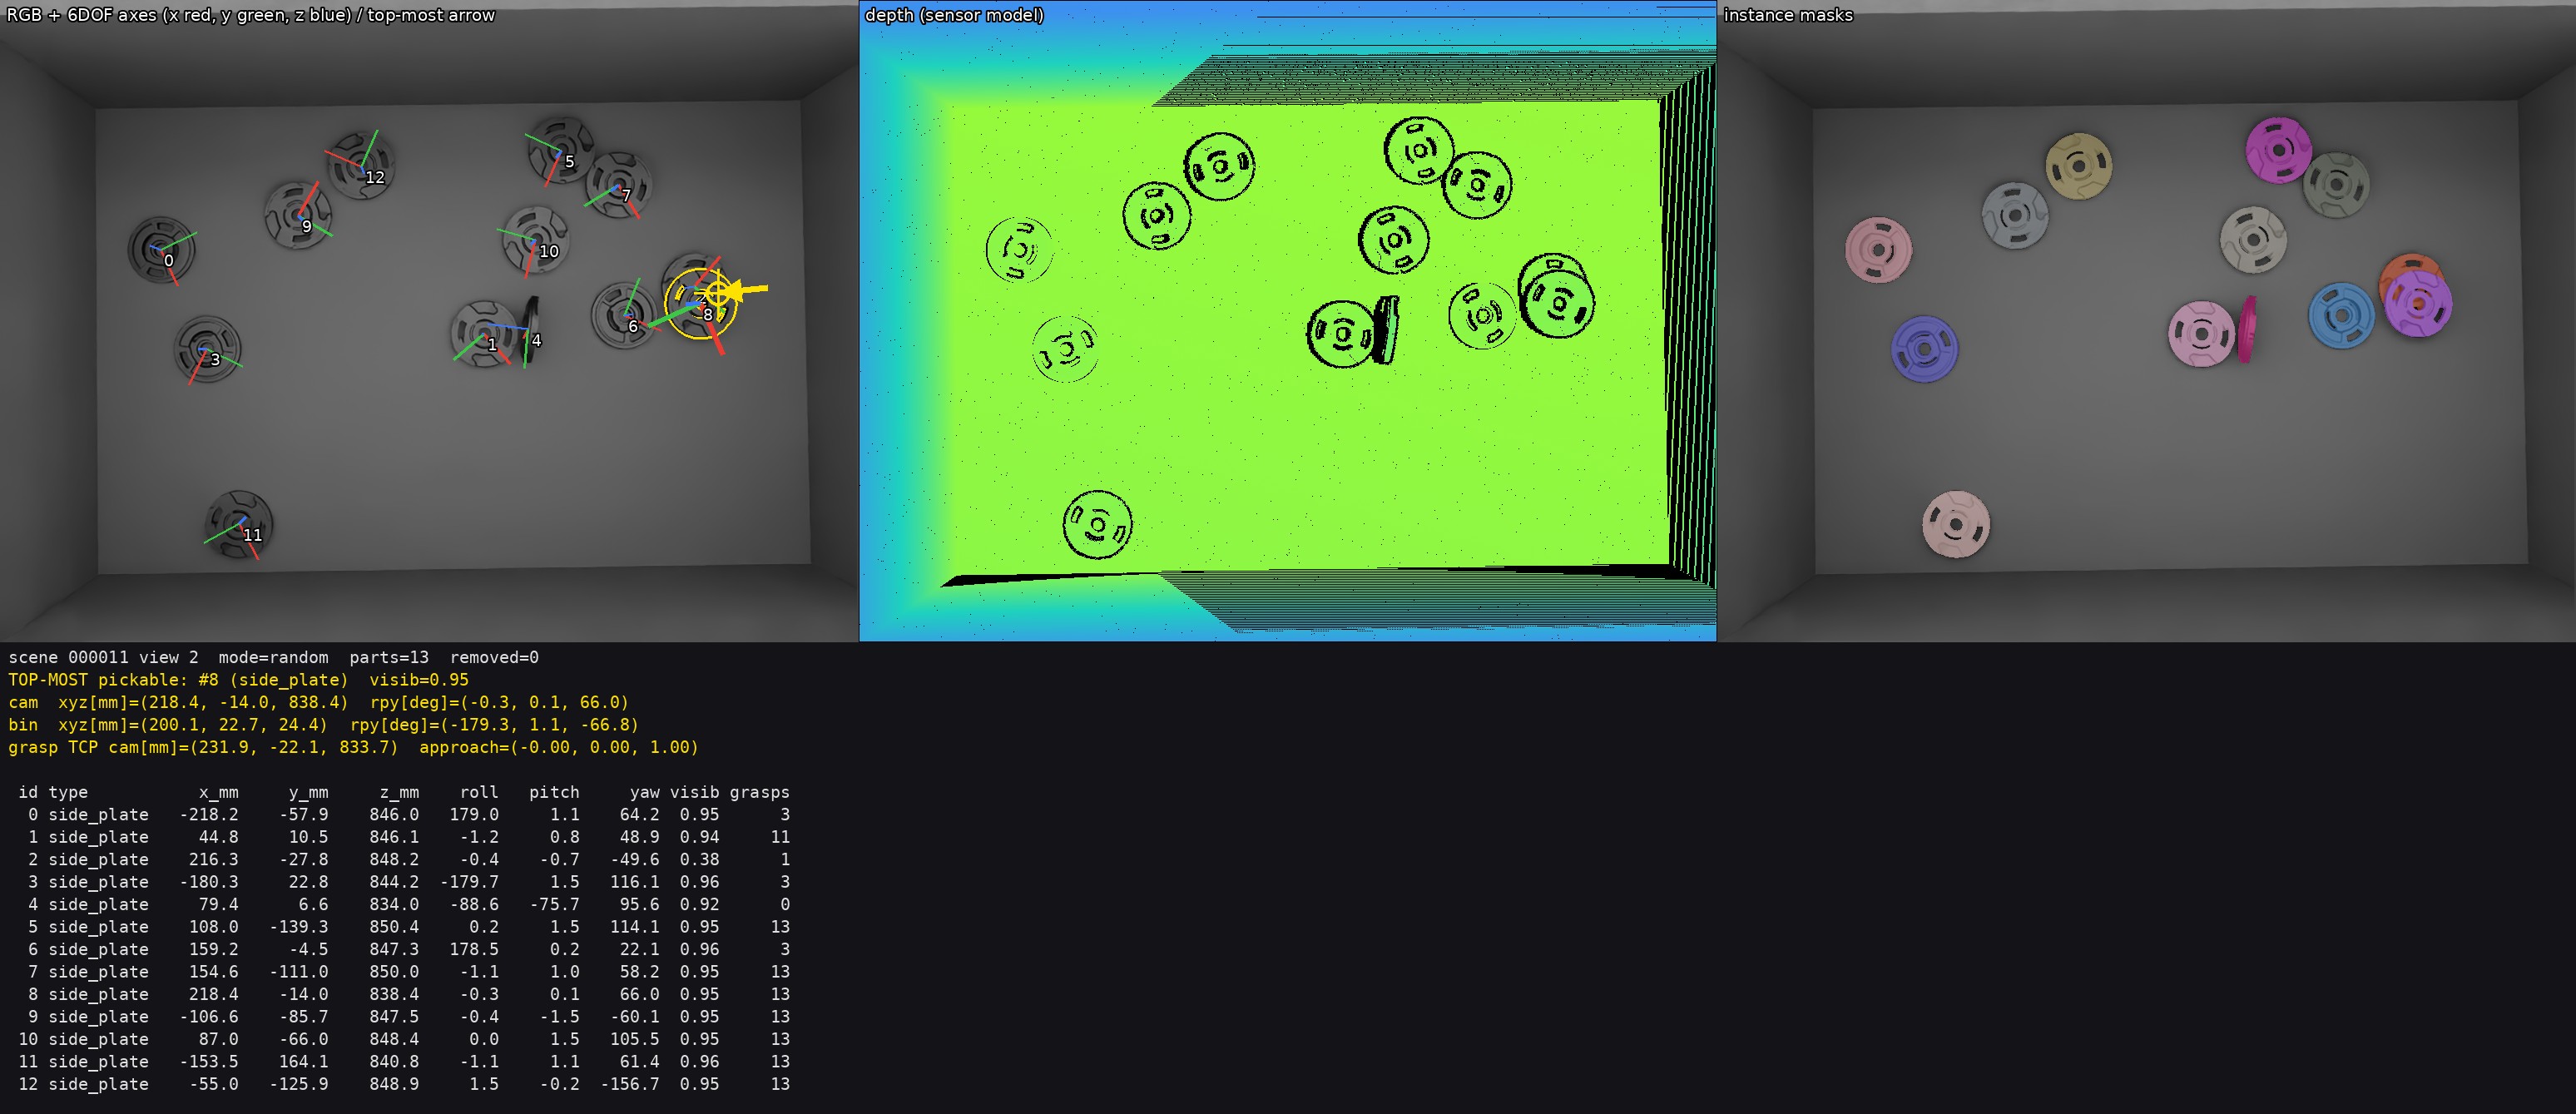 RGB + 6DOF axes (x red, y green, z blue) / top-most arrow
depth (sensor model)
instance masks
12
5
7
9
10
0
8
6
1
4
3
11
scene 000011 view 2  mode=random  parts=13  removed=0
TOP-MOST pickable: #8 (side_plate)  visib=0.95
cam  xyz[mm]=(218.4, -14.0, 838.4)  rpy[deg]=(-0.3, 0.1, 66.0)
bin  xyz[mm]=(200.1, 22.7, 24.4)  rpy[deg]=(-179.3, 1.1, -66.8)
grasp TCP cam[mm]=(231.9, -22.1, 833.7)  approach=(-0.00, 0.00, 1.00)
id type x_mm y_mm z_mm roll pitch yaw visib grasps
0 side_plate -218.2 -57.9 846.0 179.0 1.1 64.2 0.95 3
1 side_plate 44.8 10.5 846.1 -1.2 0.8 48.9 0.94 11
2 side_plate 216.3 -27.8 848.2 -0.4 -0.7 -49.6 0.38 1
3 side_plate -180.3 22.8 844.2 -179.7 1.5 116.1 0.96 3
4 side_plate 79.4 6.6 834.0 -88.6 -75.7 95.6 0.92 0
5 side_plate 108.0 -139.3 850.4 0.2 1.5 114.1 0.95 13
6 side_plate 159.2 -4.5 847.3 178.5 0.2 22.1 0.96 3
7 side_plate 154.6 -111.0 850.0 -1.1 1.0 58.2 0.95 13
8 side_plate 218.4 -14.0 838.4 -0.3 0.1 66.0 0.95 13
9 side_plate -106.6 -85.7 847.5 -0.4 -1.5 -60.1 0.95 13
10 side_plate 87.0 -66.0 848.4 0.0 1.5 105.5 0.95 13
11 side_plate -153.5 164.1 840.8 -1.1 1.1 61.4 0.96 13
12 side_plate -55.0 -125.9 848.9 1.5 -0.2 -156.7 0.95 13